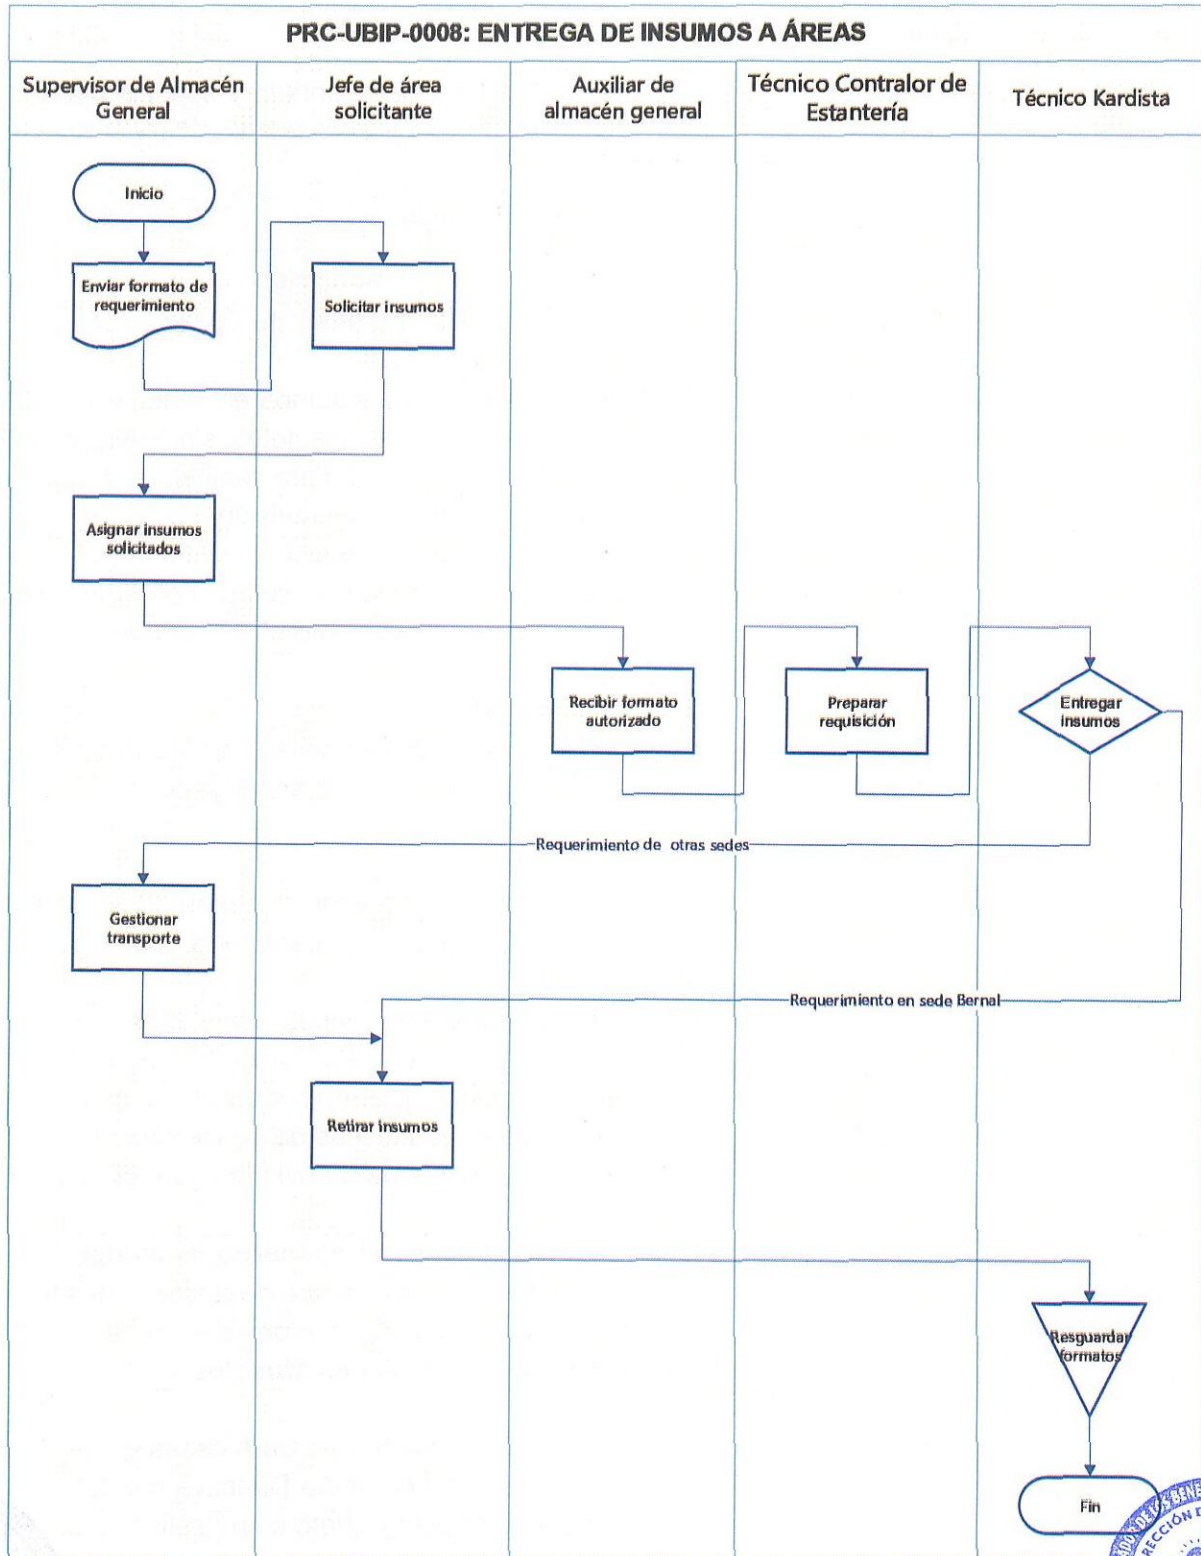 PRC-UBIP-0008: ENTREGA DE INSUMOS A ÁREAS
Supervisor de Almacén
General
Jefe de área
solicitante
Auxiliar de
almacén general
Técnico Contralor de
Estantería
Técnico Kardista
Inicio
Enviar formato de
requerimiento
Solicitar insumos
Asignar insumos
solicitados
Recibir formato
autorizado
Preparar
requisición
Entregar
insumos
Requerimiento de otras sedes
Gestionar
transporte
Requerimiento en sede Bernal
Retirar insumos
Resguardar
formatos
Fin